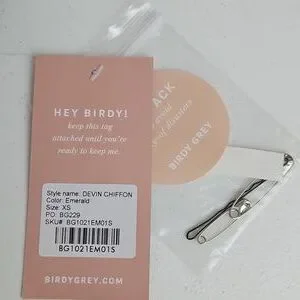 HEY BIRDY!
keep this tag
attached until you're
ready to keep me.
Style name: DEVIN CHIFFON
Color: Emerald
Size: XS
PO: BG229
SKU#: BG1021EM01S
BG1021EM01S
BIRDYGREY.COM
ACK
BIRDY GREY